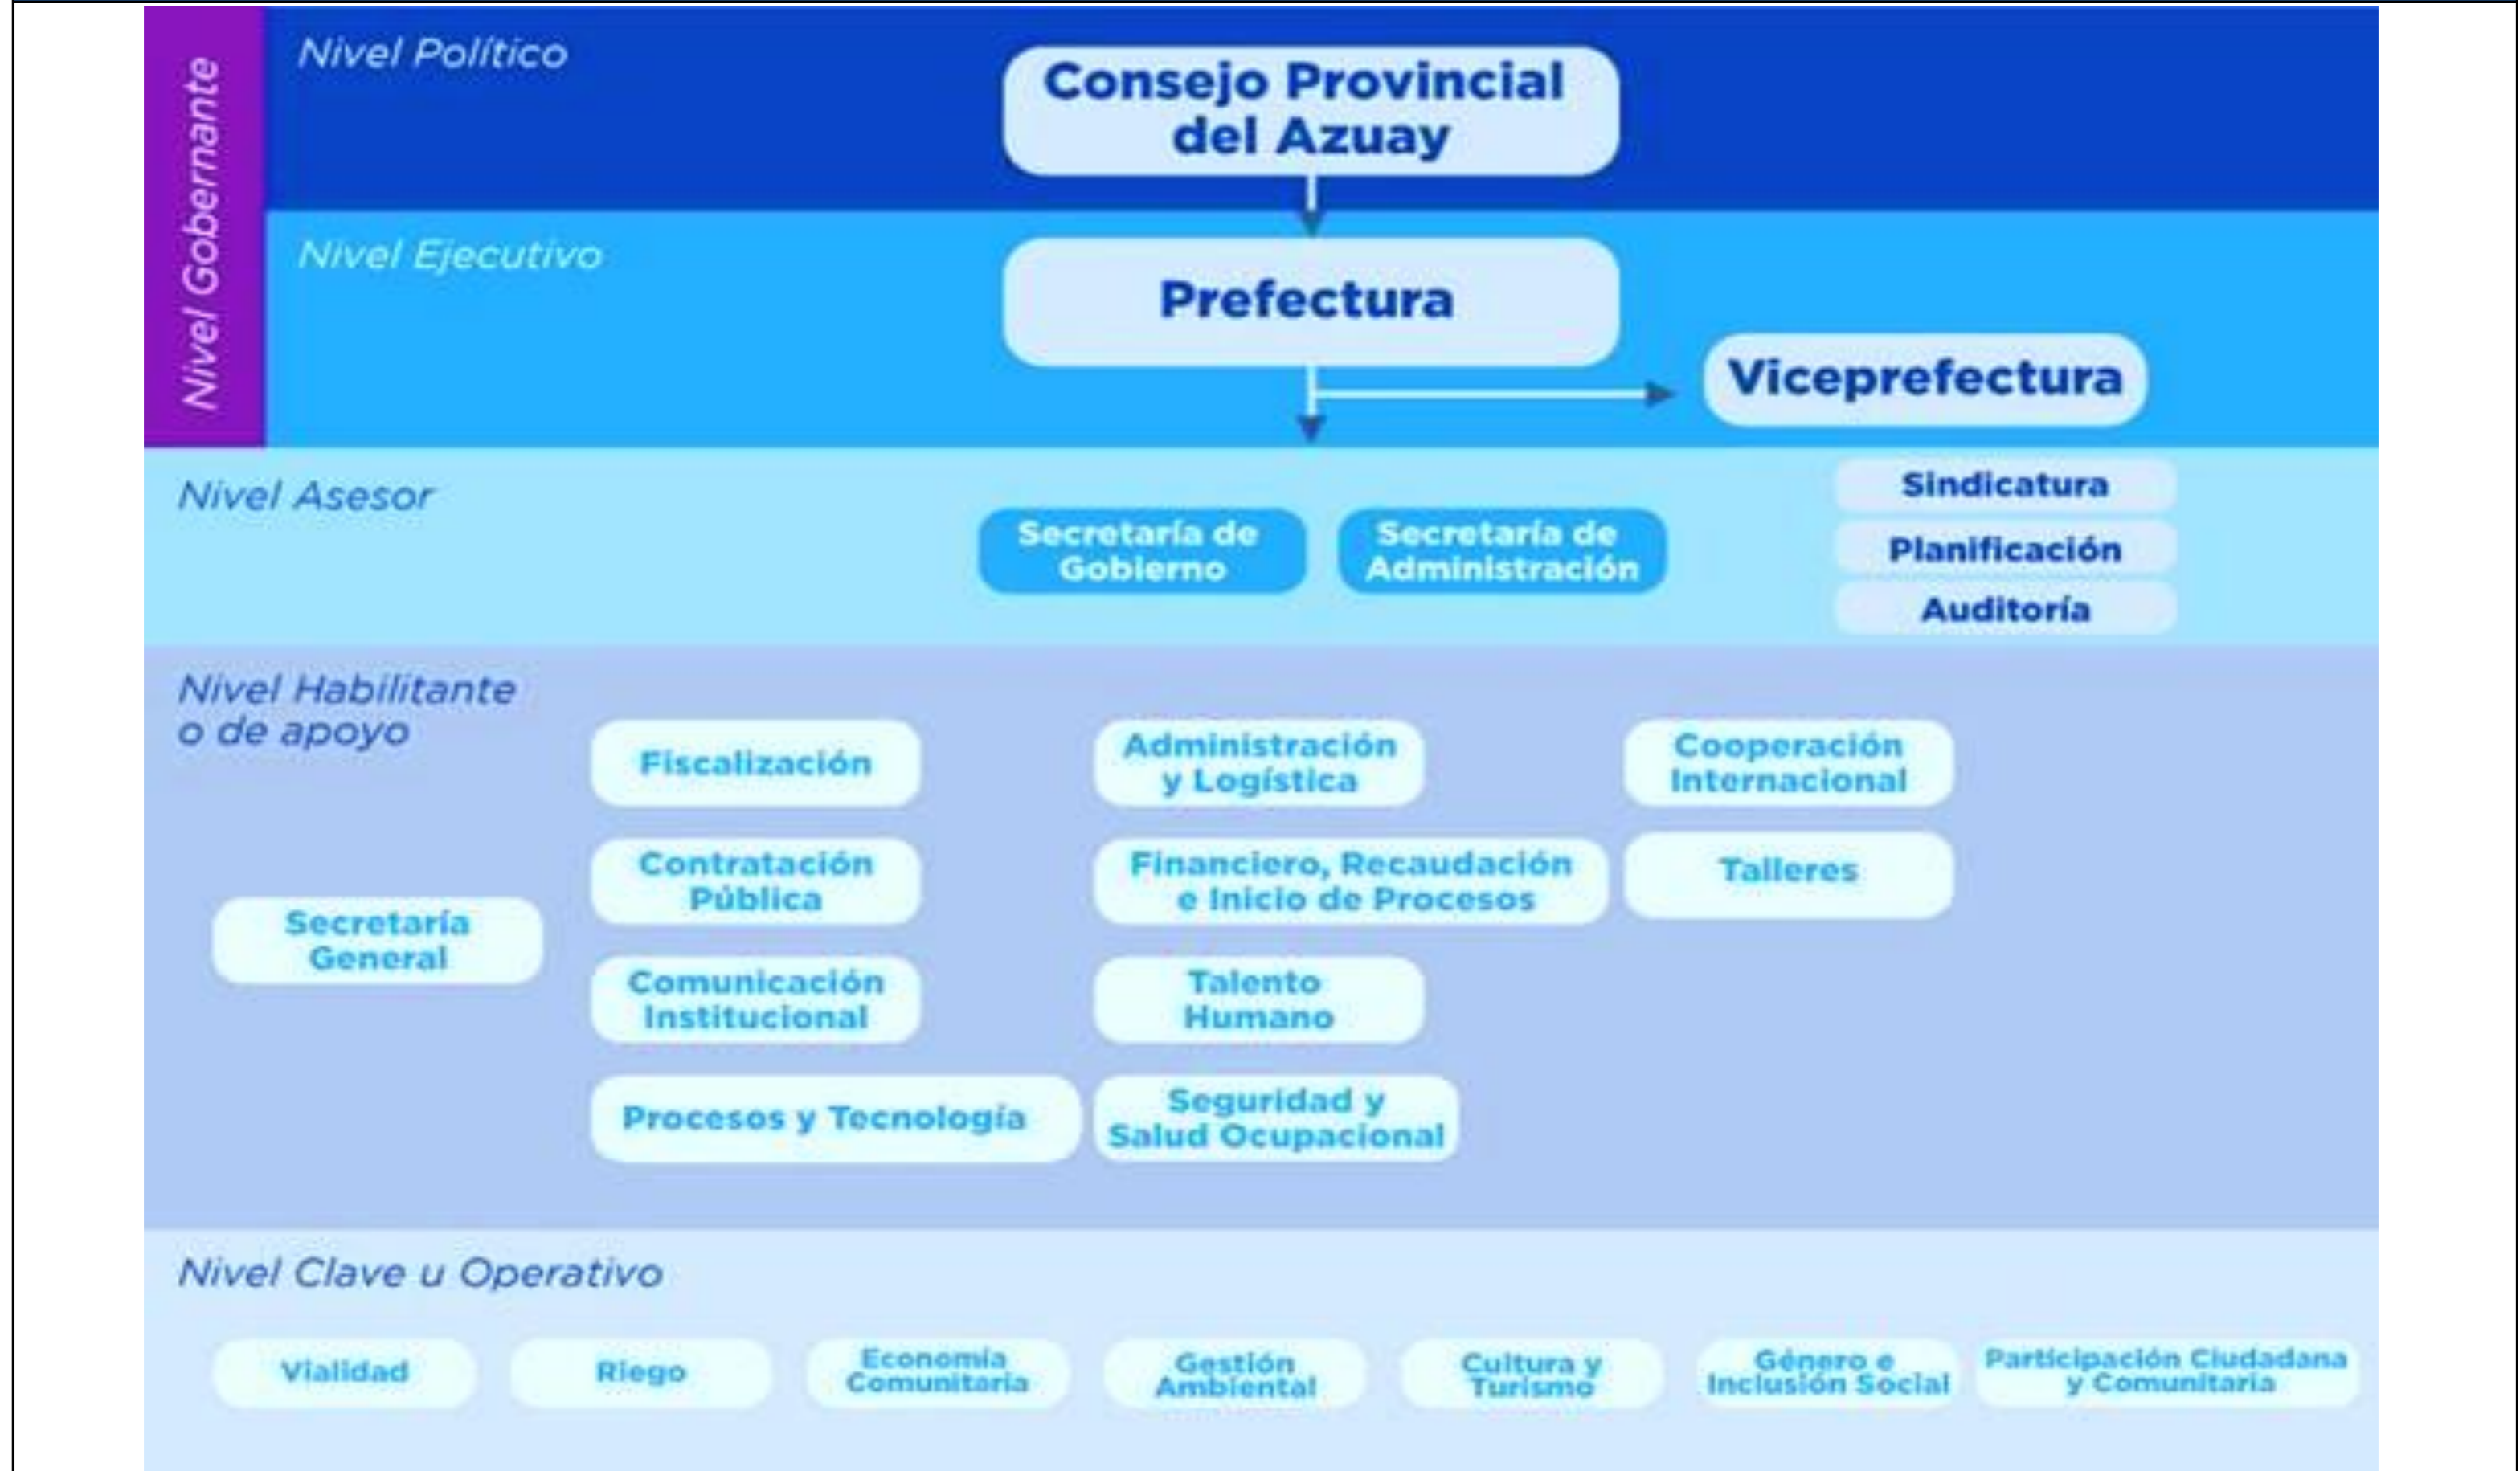 Nivel Gobernante
Nivel Político
Consejo Provincial
del Azuay
Nivel Ejecutivo
Prefectura
Viceprefectura
Nivel Asesor
Secretaría de
Gobierno
Secretaría de
Administración
Sindicatura
Planificación
Auditoría
Nivel Habilitante
o de apoyo
Secretaría
General
Fiscalización
Contratación
Pública
Comunicación
Institucional
Procesos y Tecnología
Administración
y Logística
Financiero, Recaudación
e Inicio de Procesos
Talento
Humano
Seguridad y
Salud Ocupacional
Cooperación
Internacional
Talleres
Nivel Clave u Operativo
Vialidad
Riego
Economía
Comunitaria
Gestión
Ambiental
Cultura y
Turismo
Género e
Inclusión Social
Participación Ciudadana
y Comunitaria